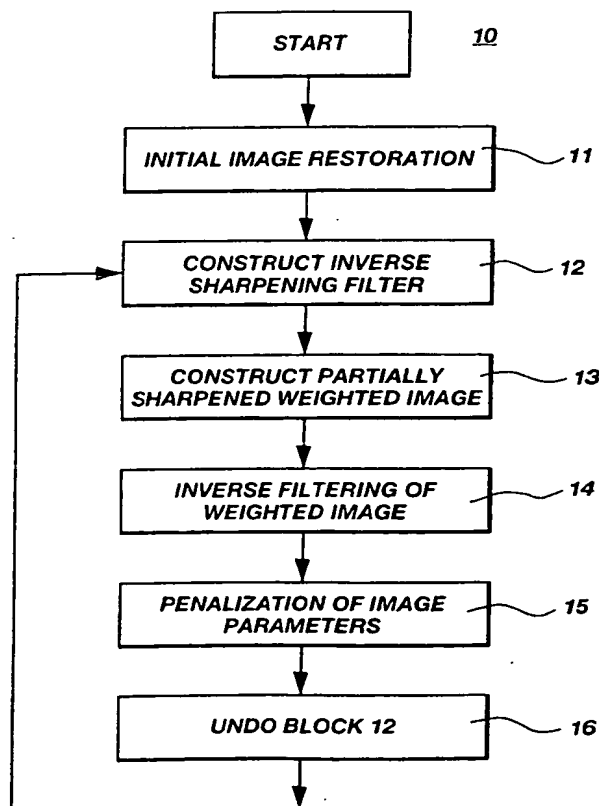 START
10
INITIAL IMAGE RESTORATION
11
CONSTRUCT INVERSE
SHARPENING FILTER
12
CONSTRUCT PARTIALLY
SHARPENED WEIGHTED IMAGE
13
INVERSE FILTERING OF
WEIGHTED IMAGE
14
PENALIZATION OF IMAGE
PARAMETERS
15
UNDO BLOCK 12
16